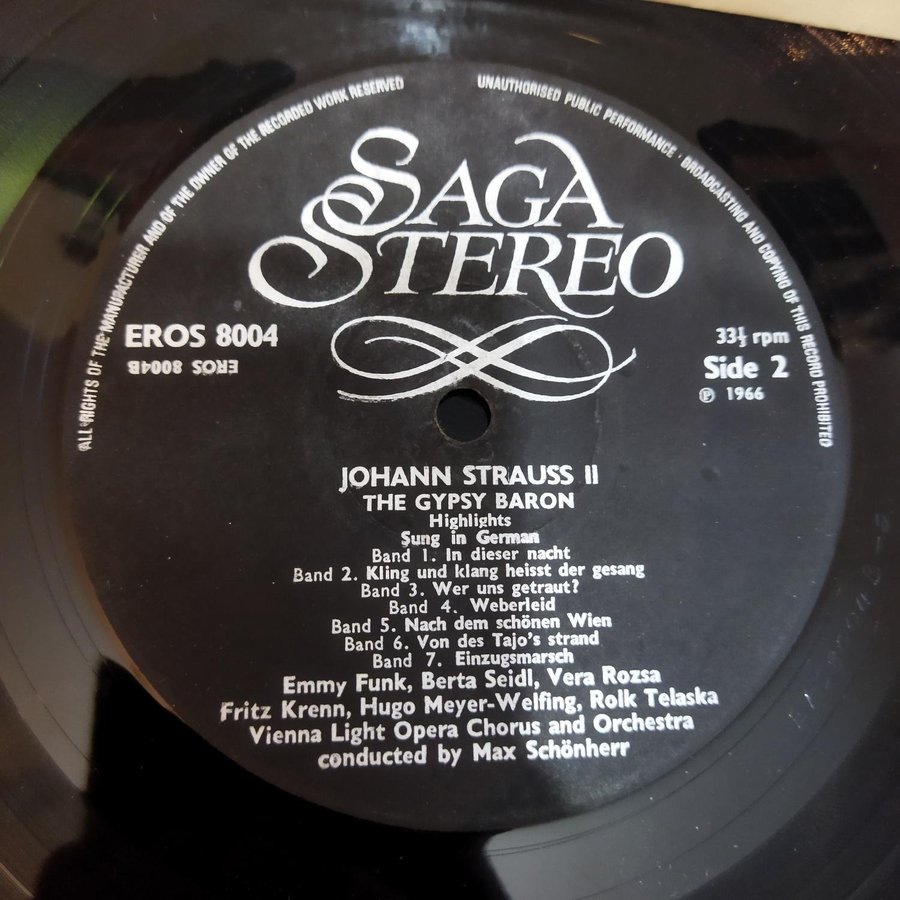 ALL RIGHTS OF THE MANUFACTURER AND OF THE OWNER OF THE RECORDED WORK RESERVED
UNAUTHORISED PUBLIC PERFORMANCE · BROADCASTING AND COPYING OF THIS RECORD PROHIBITED
SAGA
STEREO
EROS 8004
EROS 8004B
33⅓ rpm
Side 2
℗ 1966
JOHANN STRAUSS II
THE GYPSY BARON
Highlights
Sung in German
Band 1. In dieser nacht
Band 2. Kling und klang heisst der gesang
Band 3. Wer uns getraut?
Band 4. Weberleid
Band 5. Nach dem schönen Wien
Band 6. Von des Tajo's strand
Band 7. Einzugsmarsch
Emmy Funk, Berta Seidl, Vera Rozsa
Fritz Krenn, Hugo Meyer-Welfing, Rolk Telaska
Vienna Light Opera Chorus and Orchestra
conducted by Max Schönherr